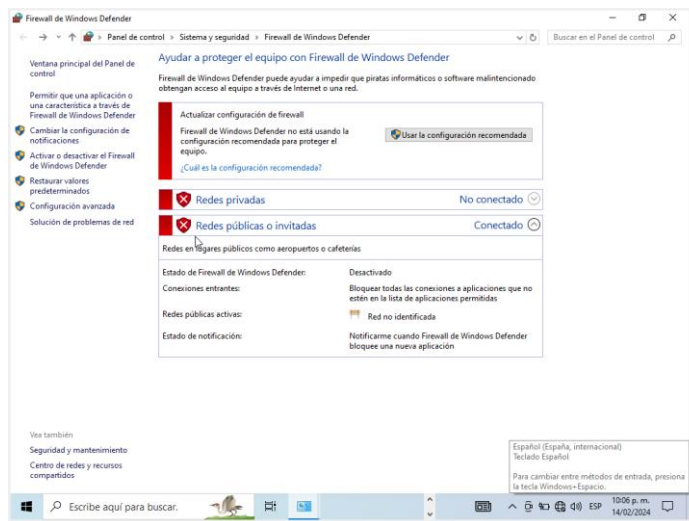 Firewall de Windows Defender
Panel de control > Sistema y seguridad > Firewall de Windows Defender
Buscar en el Panel de control
Ventana principal del Panel de
control
Permitir que una aplicación o
una característica a través de
Firewall de Windows Defender
Cambiar la configuración de
notificaciones
Activar o desactivar el Firewall
de Windows Defender
Restaurar valores
predeterminados
Configuración avanzada
Solución de problemas de red
Ayudar a proteger el equipo con Firewall de Windows Defender
Firewall de Windows Defender puede ayudar a impedir que piratas informáticos o software malintencionado
obtengan acceso al equipo a través de Internet o una red.
Actualizar configuración de firewall
Firewall de Windows Defender no está usando la
configuración recomendada para proteger el
equipo.
Usar la configuración recomendada
¿Cuál es la configuración recomendada?
Redes privadas No conectado
Redes públicas o invitadas Conectado
Redes en lugares públicos como aeropuertos o cafeterías
Estado de Firewall de Windows Defender: Desactivado
Conexiones entrantes: Bloquear todas las conexiones a aplicaciones que no
estén en la lista de aplicaciones permitidas
Redes públicas activas: Red no identificada
Estado de notificación: Notificarme cuando Firewall de Windows Defender
bloquee una nueva aplicación
Vea también
Seguridad y mantenimiento
Centro de redes y recursos
compartidos
Español (España, internacional)
Teclado Español
Para cambiar entre métodos de entrada, presiona
la tecla Windows+Espacio.
Escribe aquí para buscar.
ESP
10:06 p. m.
14/02/2024